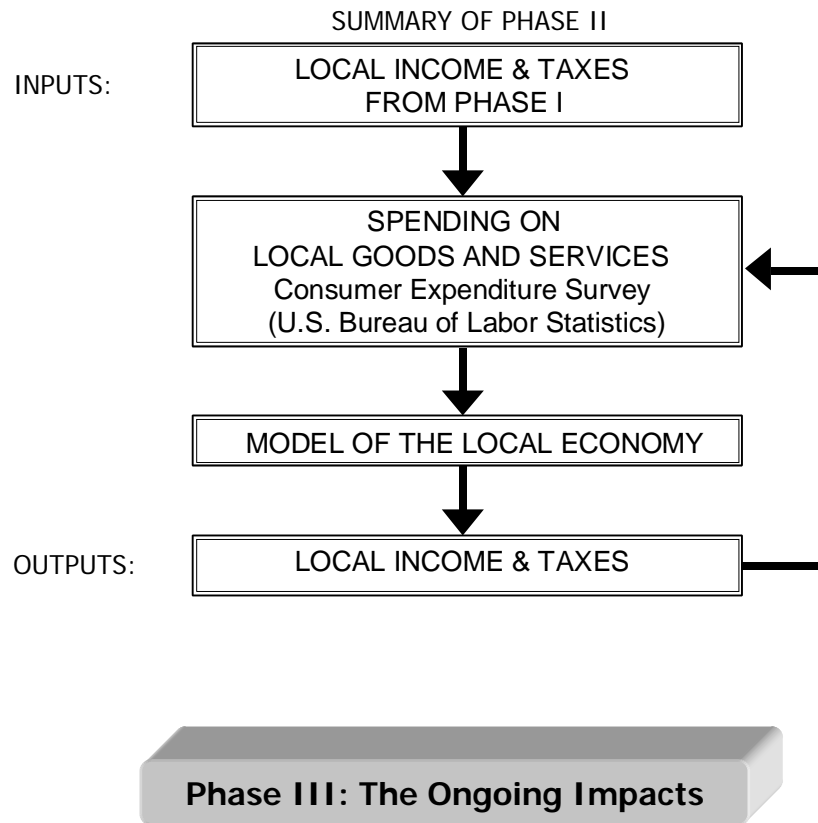 SUMMARY OF PHASE II
INPUTS:
LOCAL INCOME & TAXES
FROM PHASE I
SPENDING ON
LOCAL GOODS AND SERVICES
Consumer Expenditure Survey
(U.S. Bureau of Labor Statistics)
MODEL OF THE LOCAL ECONOMY
OUTPUTS:
LOCAL INCOME & TAXES
Phase III: The Ongoing Impacts